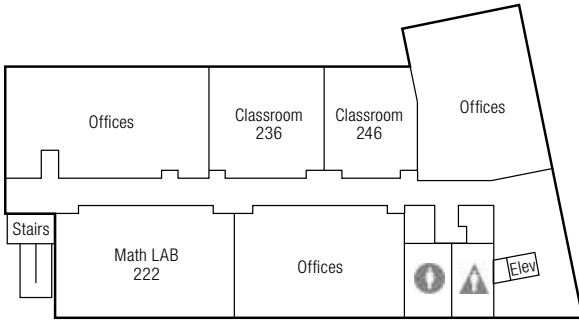 Offices
Classroom
236
Classroom
246
Offices
Stairs
Math LAB
222
Offices
Elev